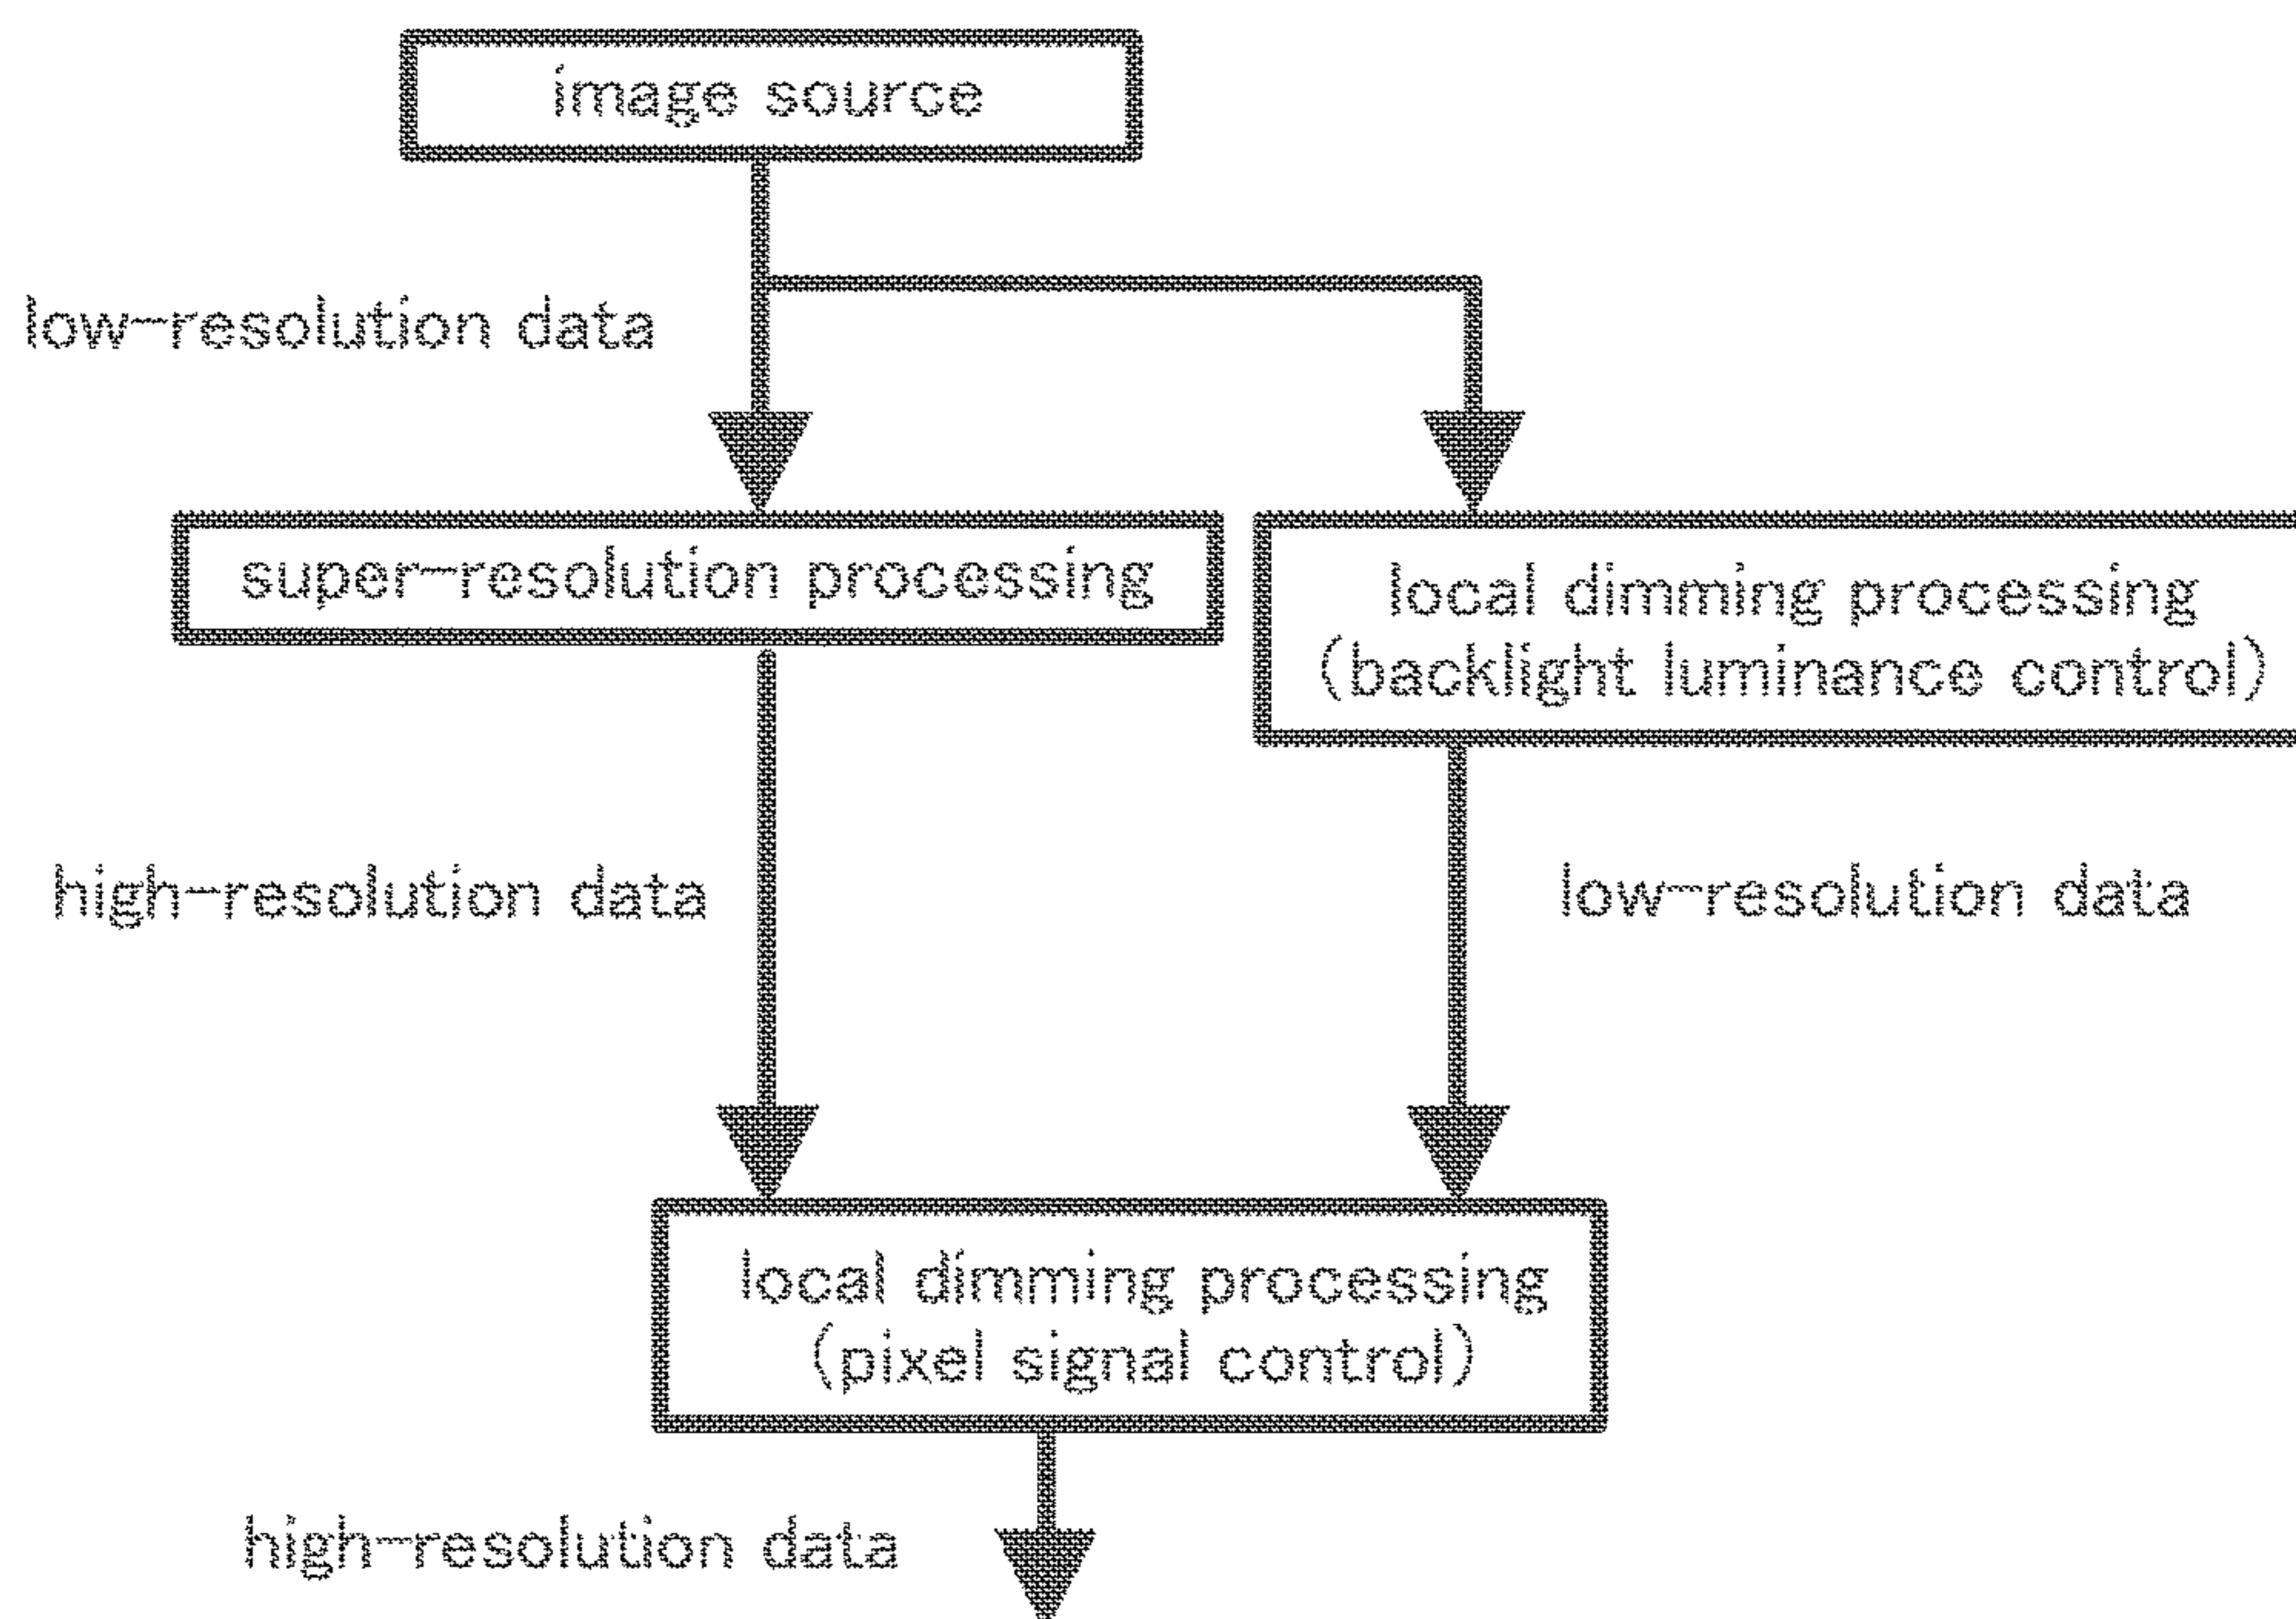 image source
low-resolution data
super-resolution processing
local dimming processing
(backlight luminance control)
high-resolution data
low-resolution data
local dimming processing
(pixel signal control)
high-resolution data